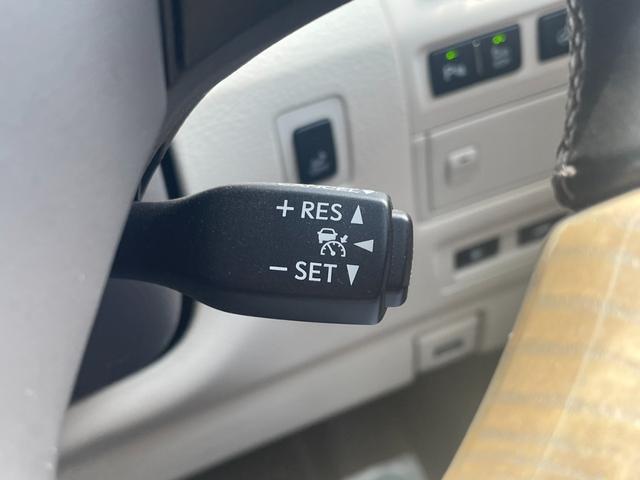 + RES
- SET